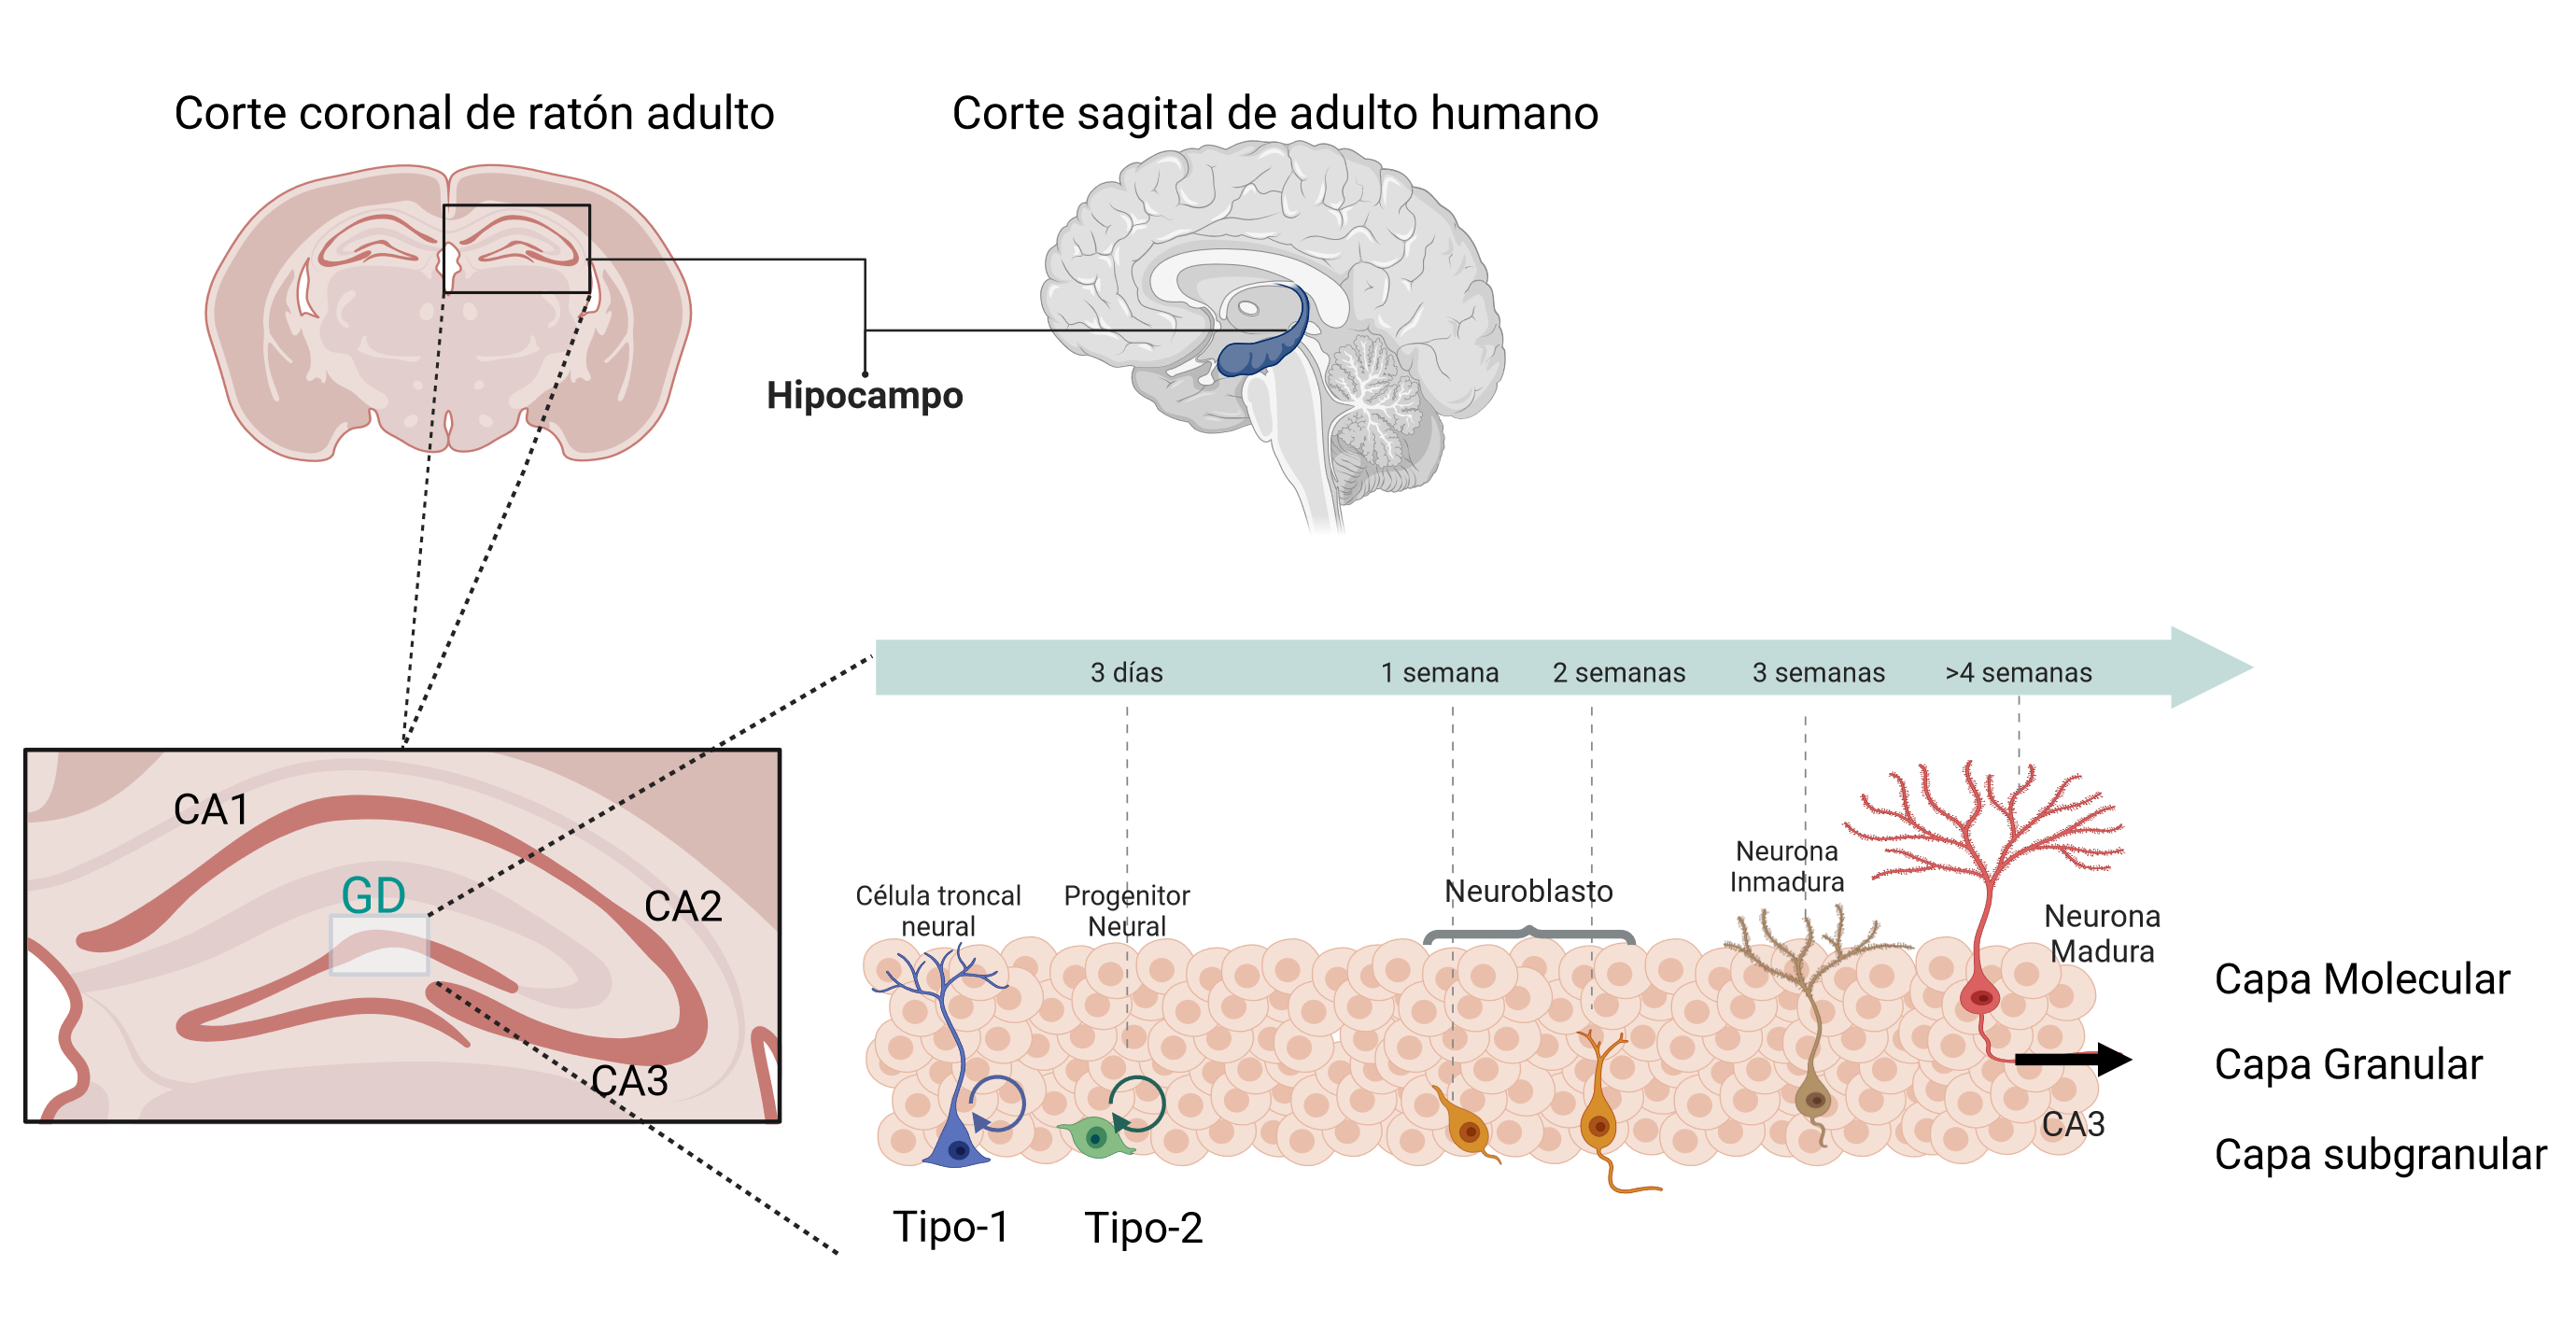 Corte coronal de ratón adulto
Corte sagital de adulto humano
Hipocampo
3 días
1 semana
2 semanas
3 semanas
>4 semanas
CA1
GD
CA2
CA3
Célula troncal
neural
Progenitor
Neural
Neuroblasto
Neurona
Inmadura
Neurona
Madura
Capa Molecular
Capa Granular
CA3
Capa subgranular
Tipo-1
Tipo-2